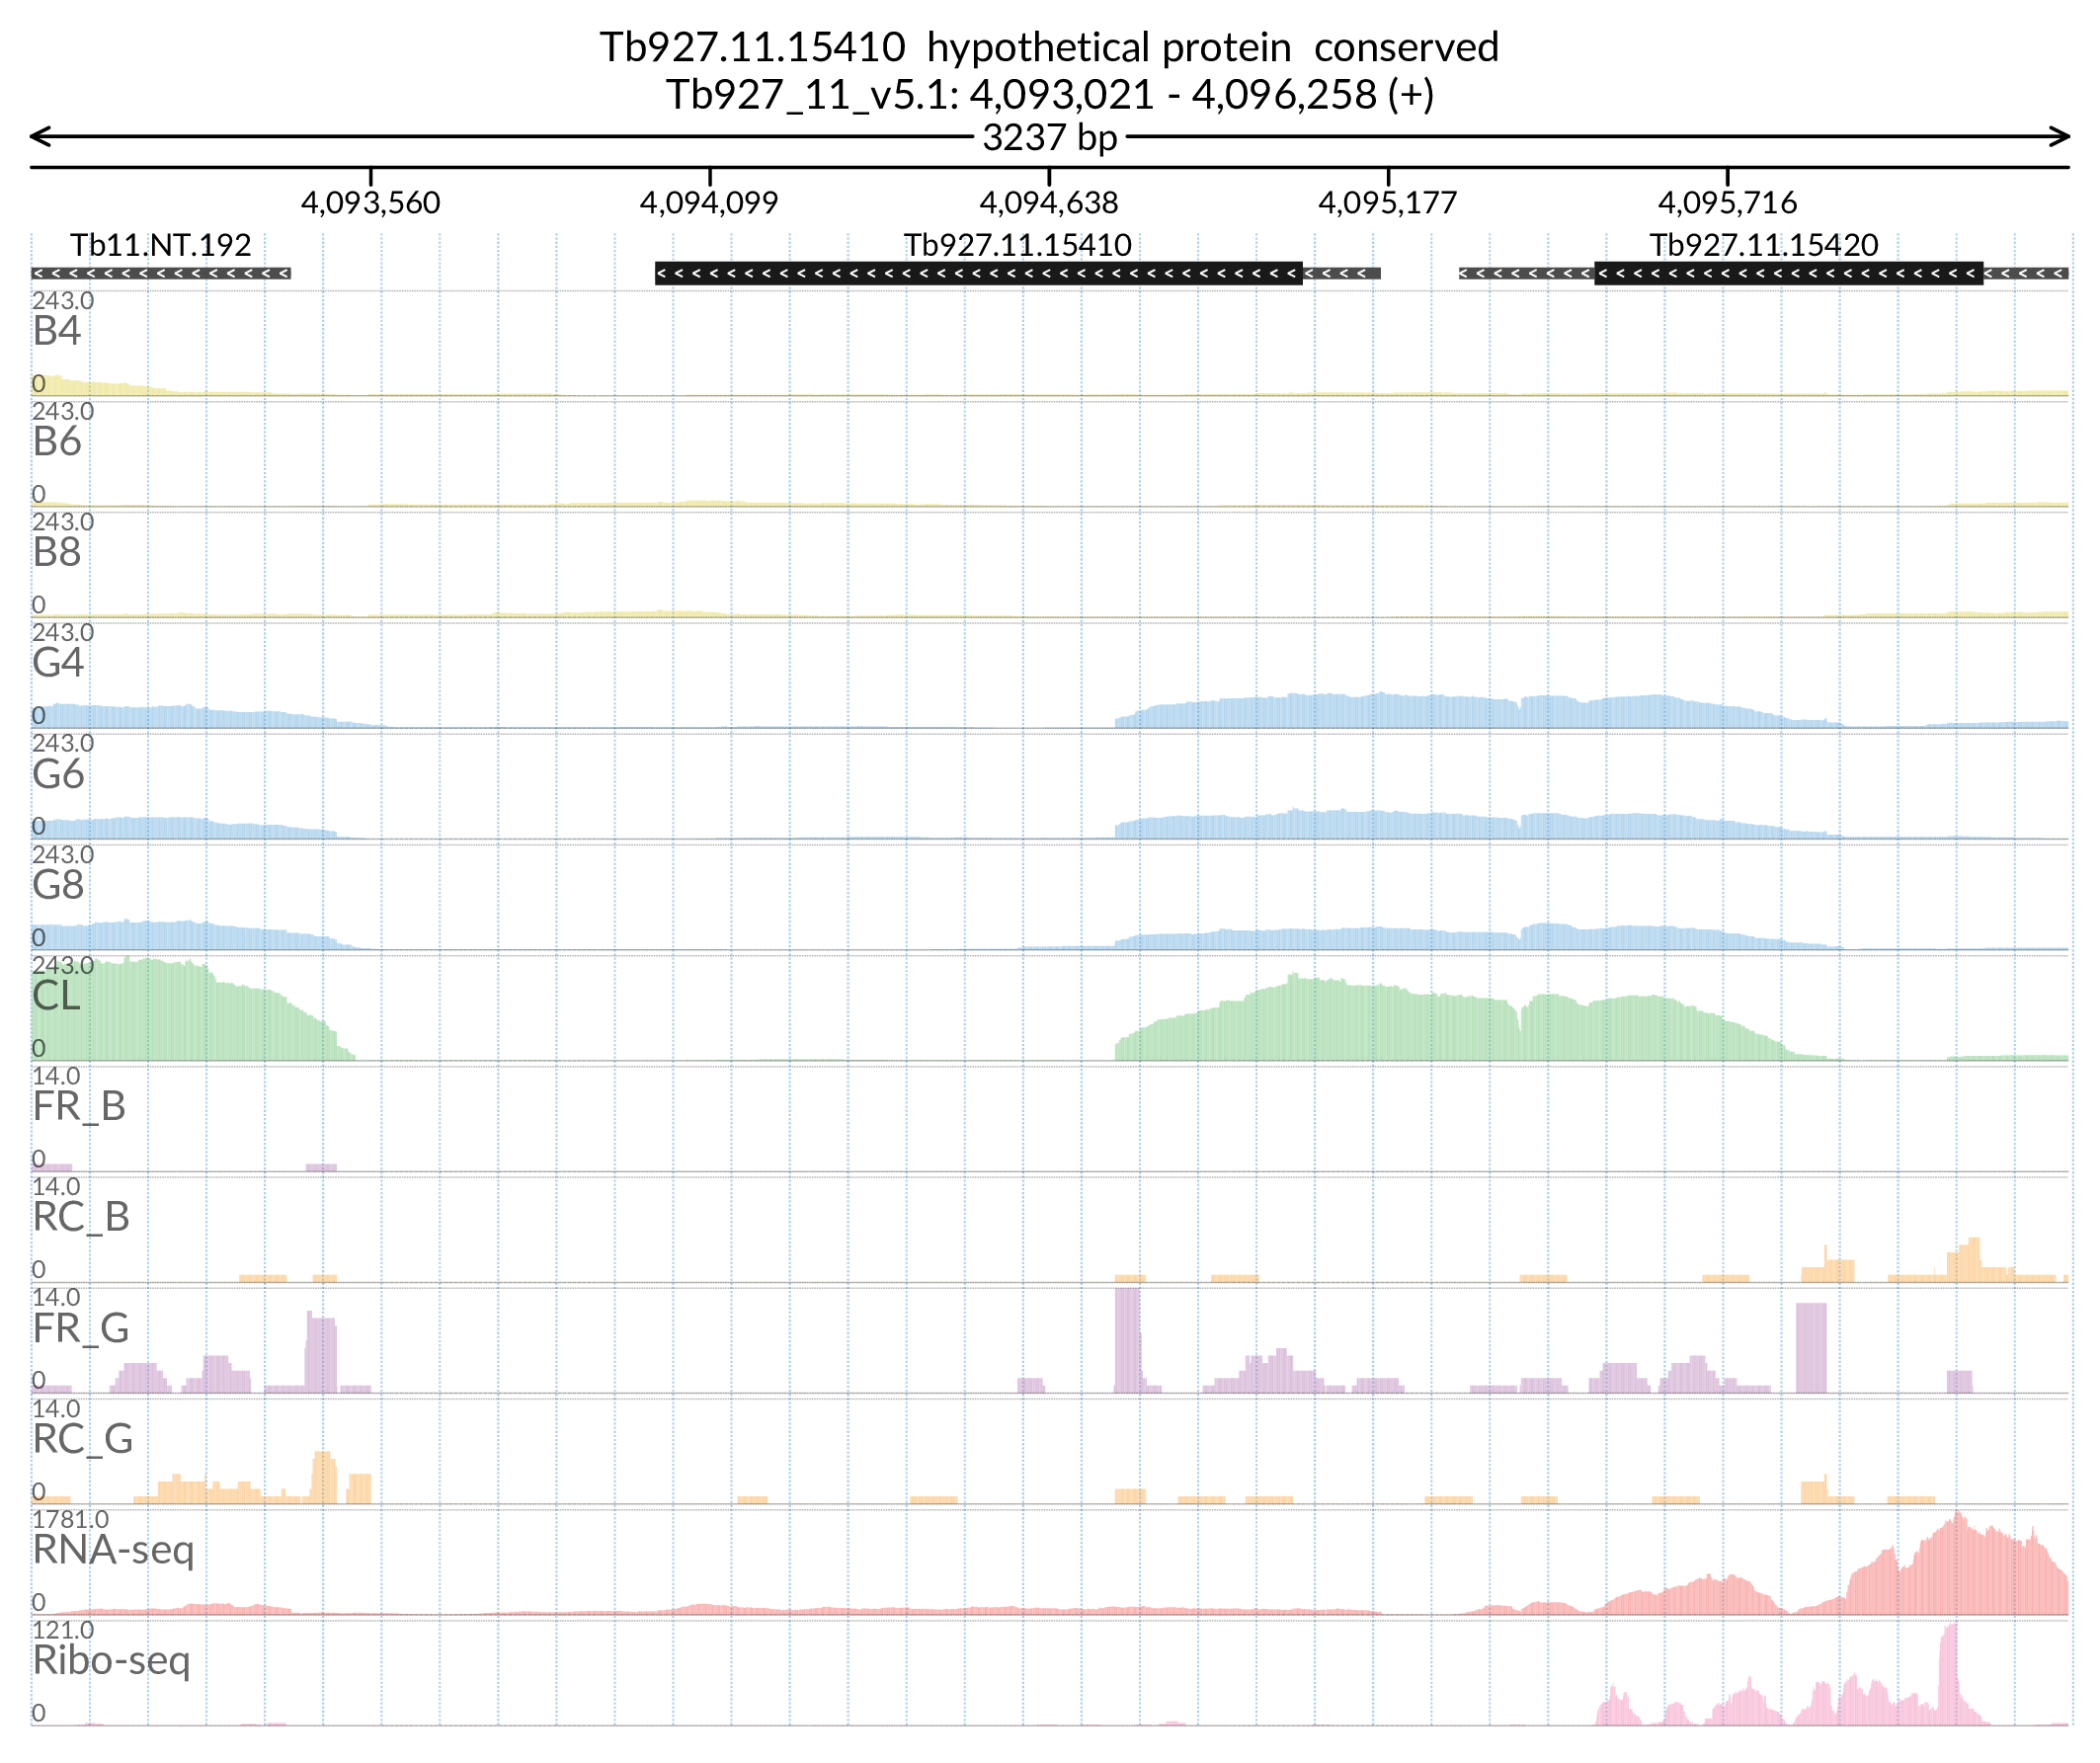 Tb927.11.15410 hypothetical protein conserved
Tb927_11_v5.1: 4,093,021 - 4,096,258 (+)
3237 bp
4,093,560 4,094,099 4,094,638 4,095,177 4,095,716
Tb11.NT.192 Tb927.11.15410 Tb927.11.15420
243.0
B4
0
243.0
B6
0
243.0
B8
0
243.0
G4
0
243.0
G6
0
243.0
G8
0
243.0
CL
0
14.0
FR_B
0
14.0
RC_B
0
14.0
FR_G
0
14.0
RC_G
0
1781.0
RNA-seq
0
121.0
Ribo-seq
0